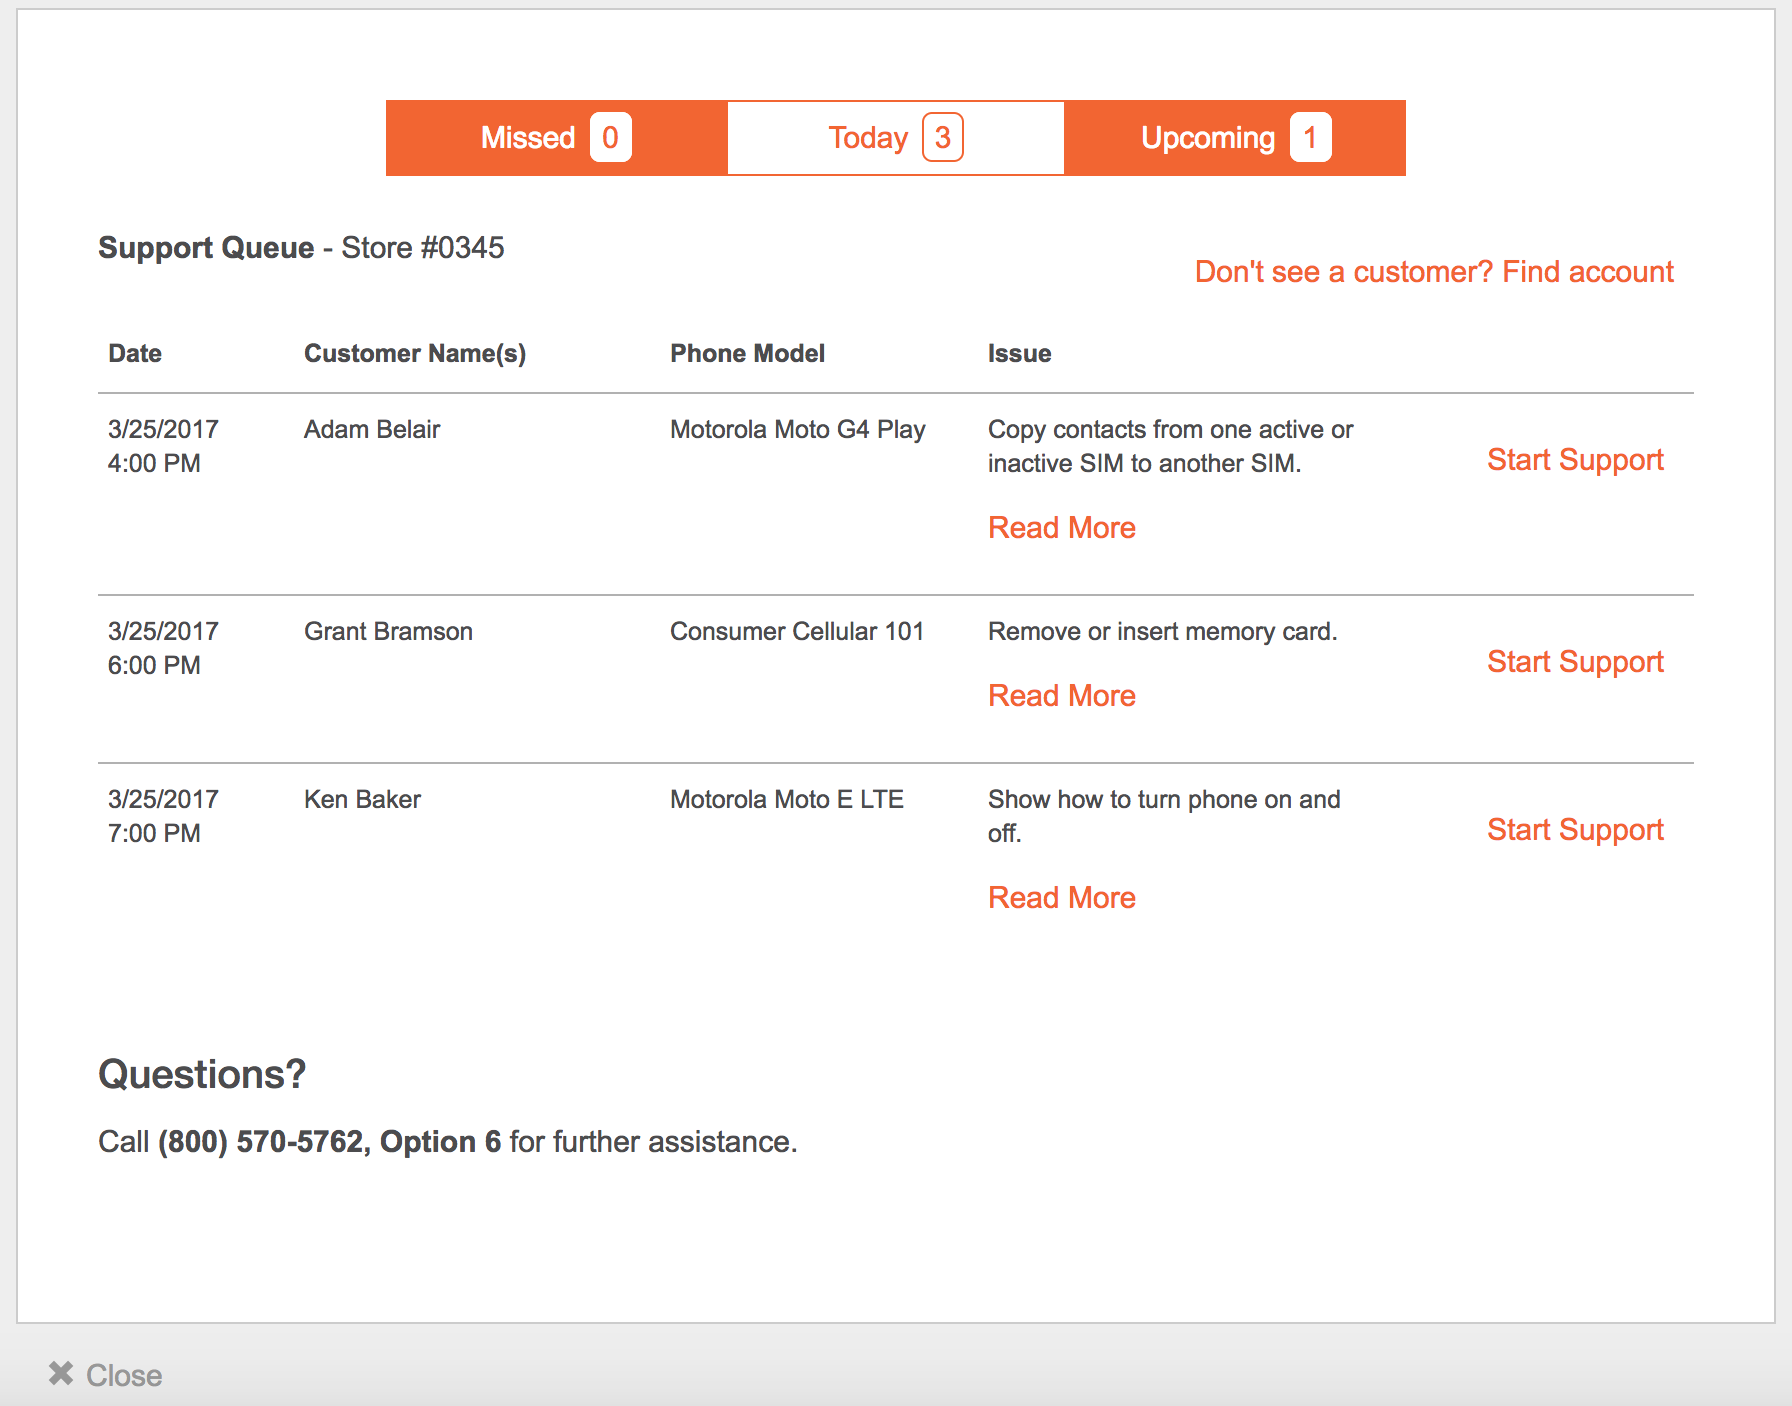 Missed 0 Today 3 Upcoming 1
Support Queue - Store #0345
Don't see a customer? Find account
Date Customer Name(s) Phone Model Issue
3/25/2017 Adam Belair Motorola Moto G4 Play Copy contacts from one active or
4:00 PM inactive SIM to another SIM. Start Support
Read More
3/25/2017 Grant Bramson Consumer Cellular 101 Remove or insert memory card.
6:00 PM Start Support
Read More
3/25/2017 Ken Baker Motorola Moto E LTE Show how to turn phone on and
7:00 PM off. Start Support
Read More
Questions?
Call (800) 570-5762, Option 6 for further assistance.
✖ Close